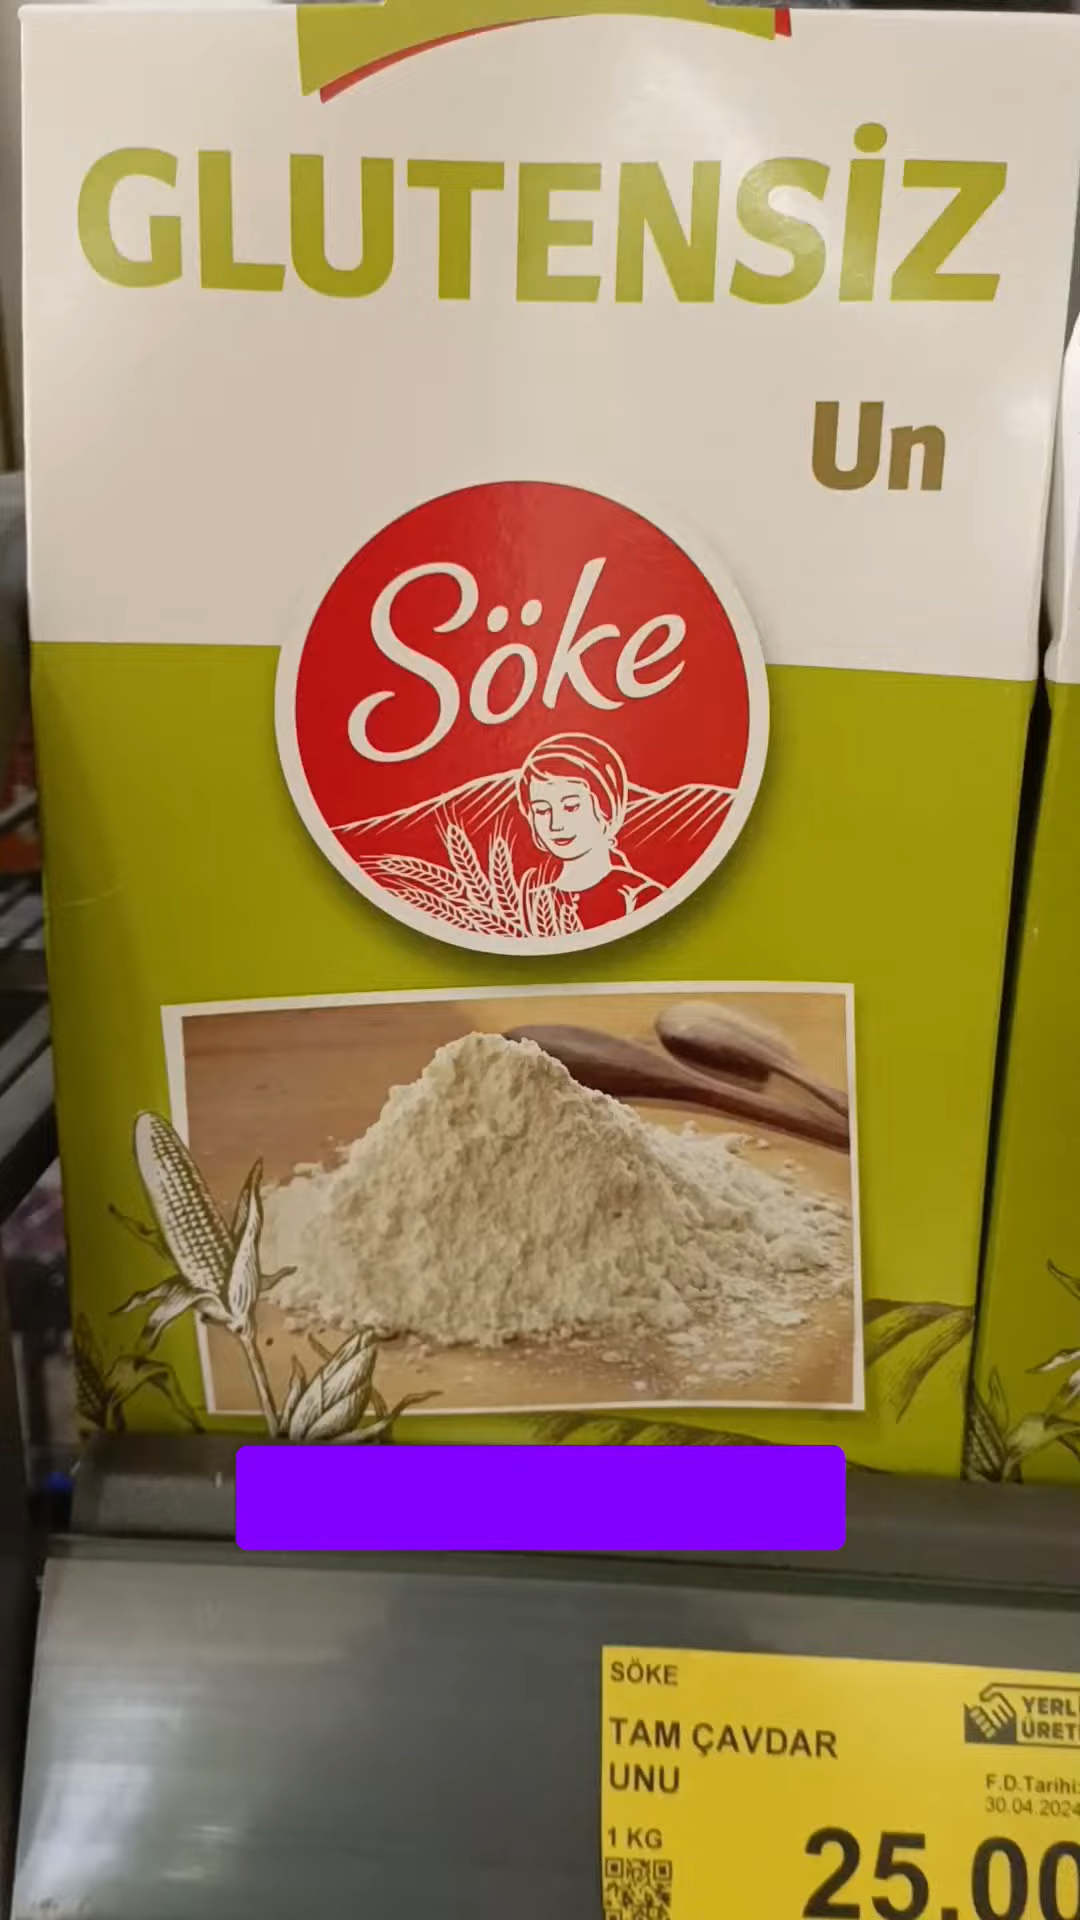 GLUTENSİZ
Un
Söke
SÖKE
TAM ÇAVDAR
UNU
1 KG
F.D.Tarihi:
30.04.2024
25.00